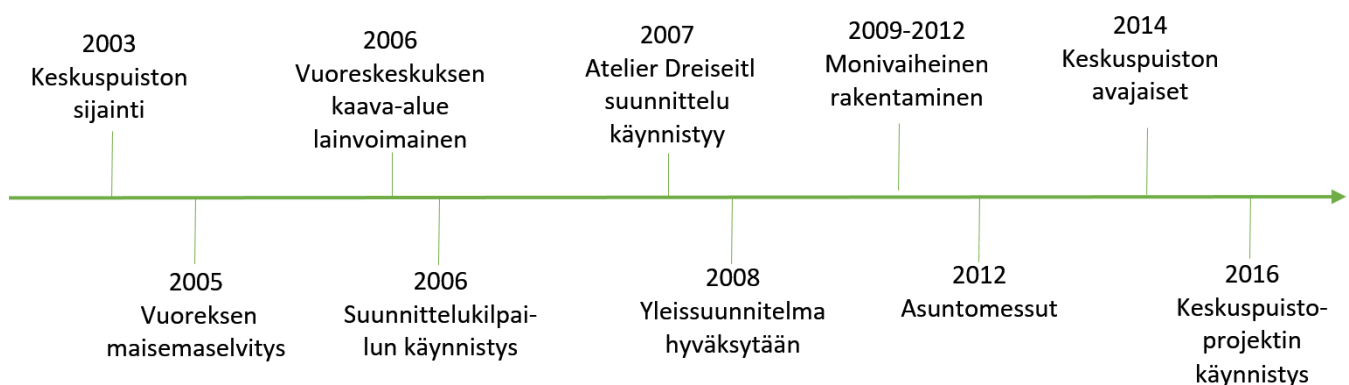 2003
Keskuspuiston
sijainti
2005
Vuoreksen
maisemaselvitys
2006
Vuoreskeskuksen
kaava-alue
lainvoimainen
2006
Suunnittelukilpai-
lun käynnistys
2007
Atelier Dreiseitl
suunnittelu
käynnistyy
2008
Yleissuunnitelma
hyväksytään
2009-2012
Monivaiheinen
rakentaminen
2012
Asuntomessut
2014
Keskuspuiston
avajaiset
2016
Keskuspuisto-
projektin
käynnistys